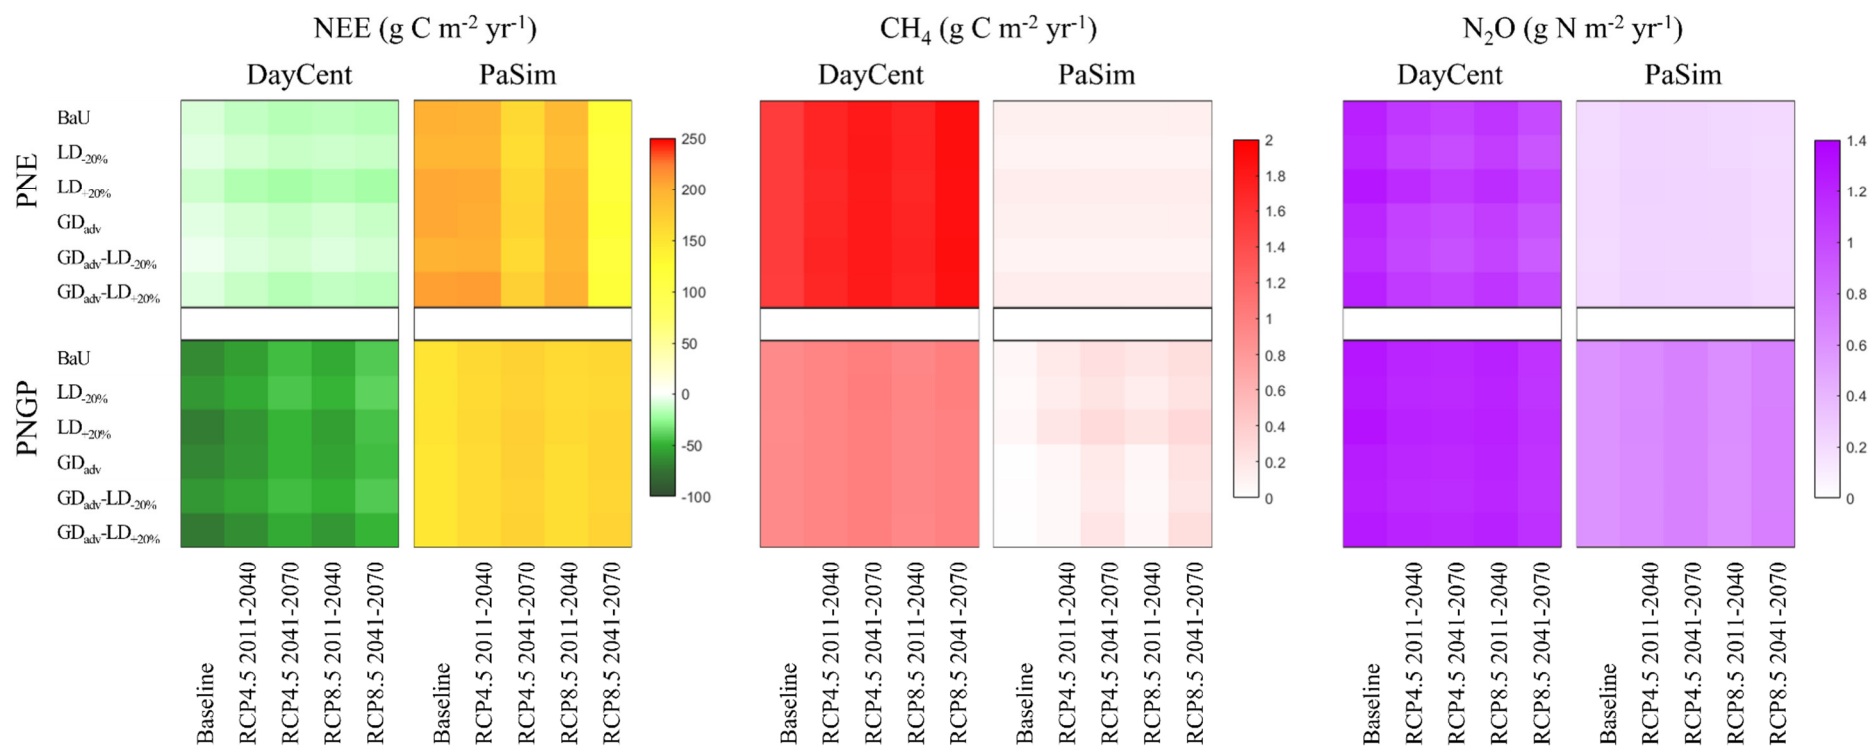 NEE (g C m-2 yr-1)
CH4 (g C m-2 yr-1)
N2O (g N m-2 yr-1)
DayCent
PaSim
DayCent
PaSim
DayCent
PaSim
PNE
BaU
LD-20%
LD+20%
GDadv
GDadv-LD-20%
GDadv-LD+20%
PNGP
BaU
LD-20%
LD+20%
GDadv
GDadv-LD-20%
GDadv-LD+20%
250
200
150
100
50
0
-50
-100
2
1.8
1.6
1.4
1.2
1
0.8
0.6
0.4
0.2
0
1.4
1.2
1
0.8
0.6
0.4
0.2
0
Baseline
RCP4.5 2011-2040
RCP4.5 2041-2070
RCP8.5 2011-2040
RCP8.5 2041-2070
Baseline
RCP4.5 2011-2040
RCP4.5 2041-2070
RCP8.5 2011-2040
RCP8.5 2041-2070
Baseline
RCP4.5 2011-2040
RCP4.5 2041-2070
RCP8.5 2011-2040
RCP8.5 2041-2070
Baseline
RCP4.5 2011-2040
RCP4.5 2041-2070
RCP8.5 2011-2040
RCP8.5 2041-2070
Baseline
RCP4.5 2011-2040
RCP4.5 2041-2070
RCP8.5 2011-2040
RCP8.5 2041-2070
Baseline
RCP4.5 2011-2040
RCP4.5 2041-2070
RCP8.5 2011-2040
RCP8.5 2041-2070